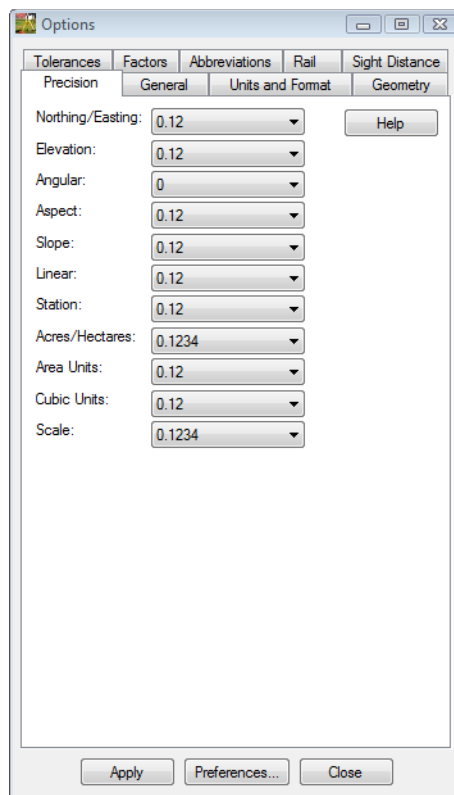 Options
Tolerances Factors Abbreviations Rail Sight Distance
Precision General Units and Format Geometry
Northing/Easting: 0.12 Help
Elevation: 0.12
Angular: 0
Aspect: 0.12
Slope: 0.12
Linear: 0.12
Station: 0.12
Acres/Hectares: 0.1234
Area Units: 0.12
Cubic Units: 0.12
Scale: 0.1234
Apply Preferences... Close